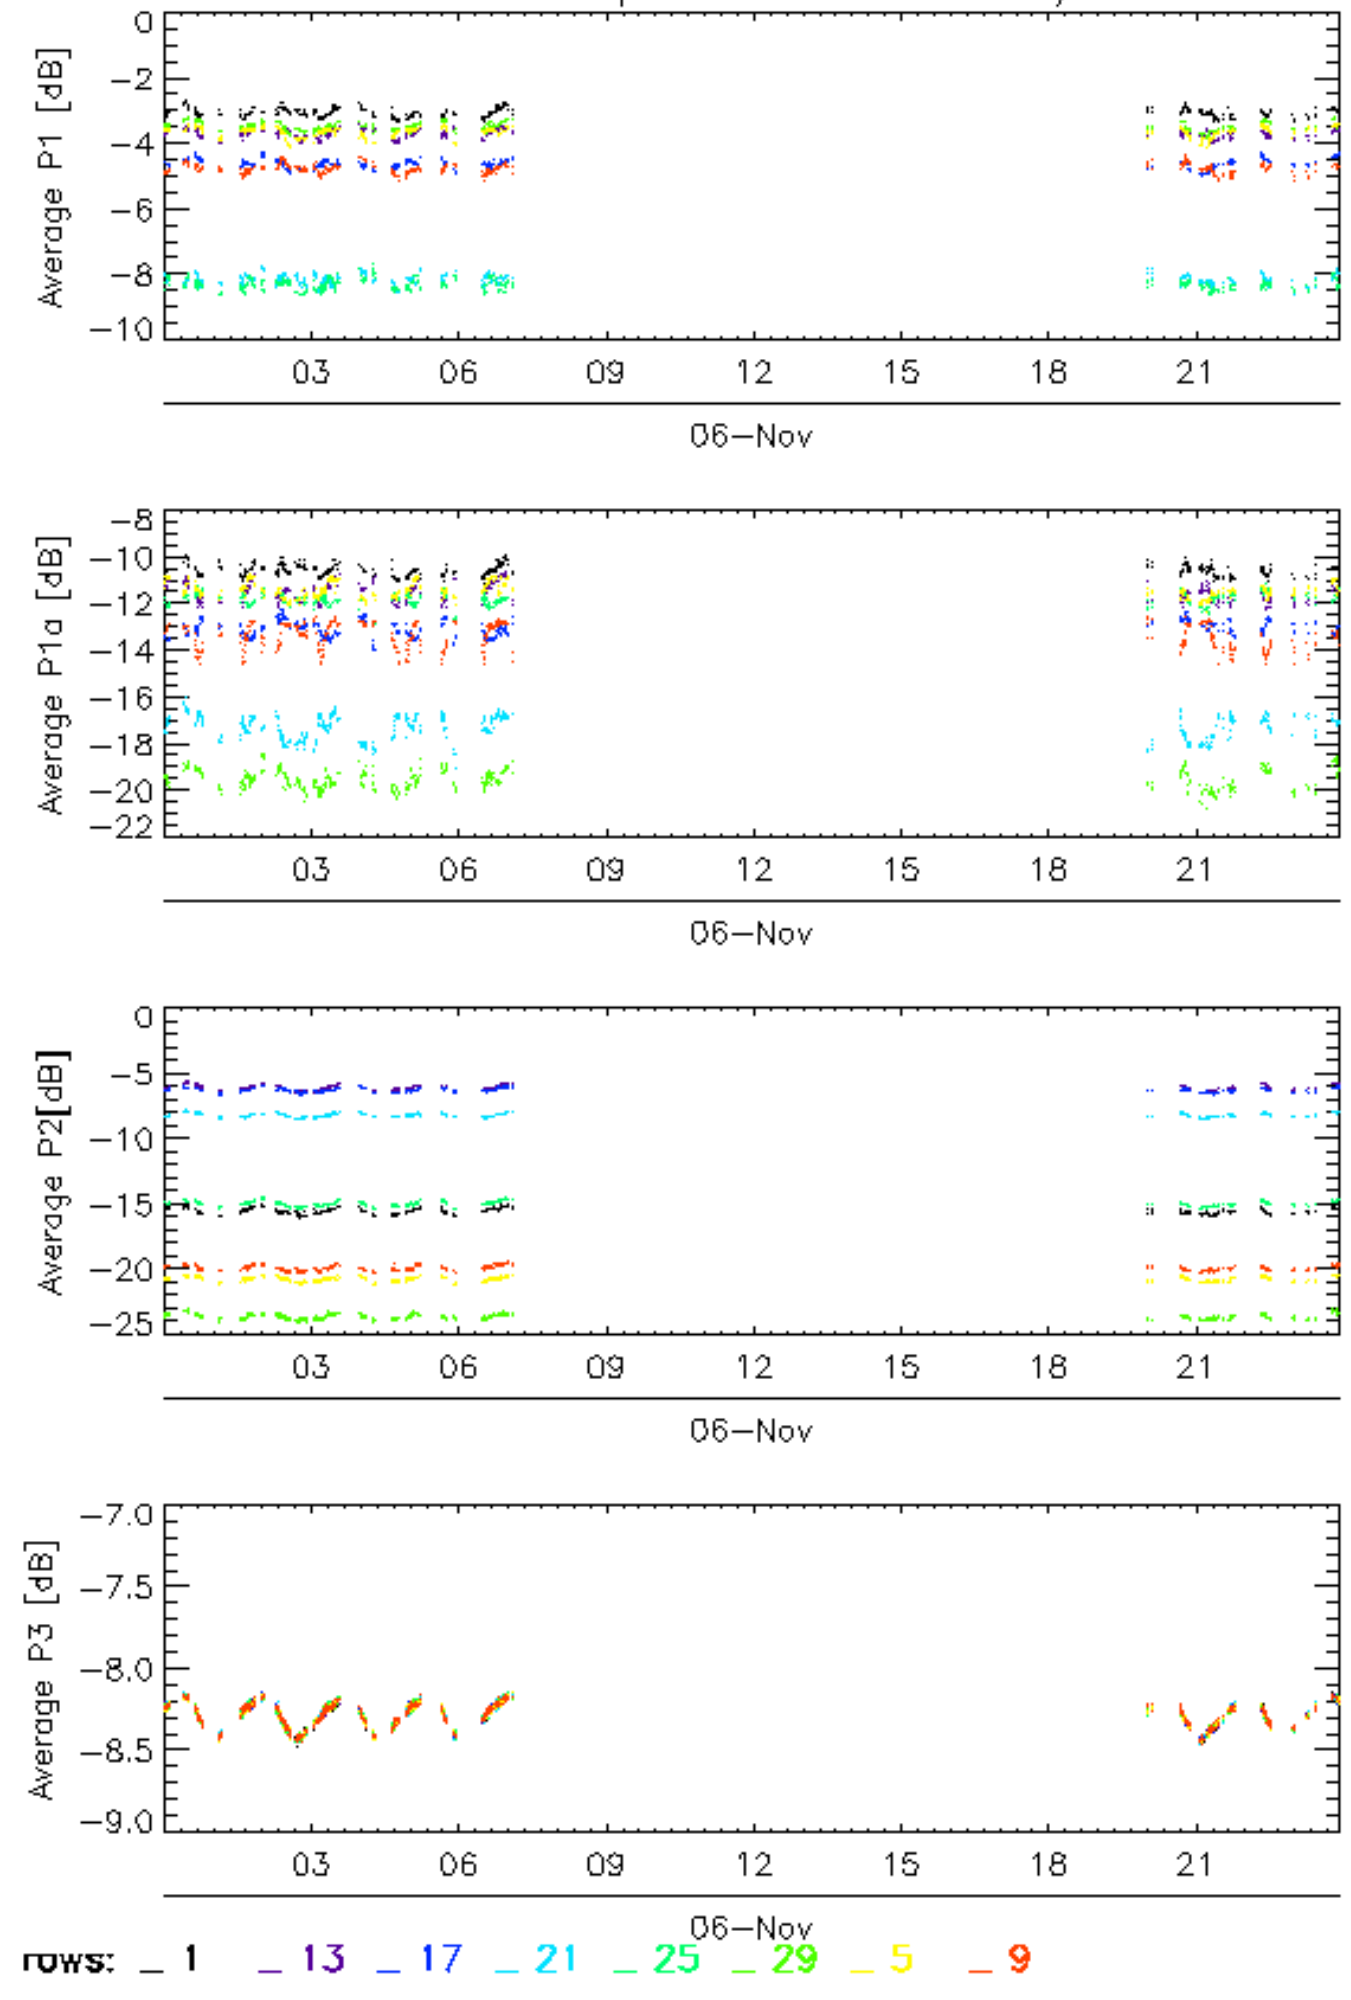 0
−2
−4
−6
−8
−10
Average P1 [dB]
03 06 09 12 15 18 21
06−Nov
−8
−10
−12
−14
−16
−18
−20
−22
Average P1a [dB]
03 06 09 12 15 18 21
06−Nov
0
−5
−10
−15
−20
−25
Average P2[dB]
03 06 09 12 15 18 21
06−Nov
−7.0
−7.5
−8.0
−8.5
−9.0
Average P3 [dB]
03 06 09 12 15 18 21
06−Nov
rows: _ 1 _ 13 _ 17 _ 21 _ 25 _ 29 _ 5 _ 9